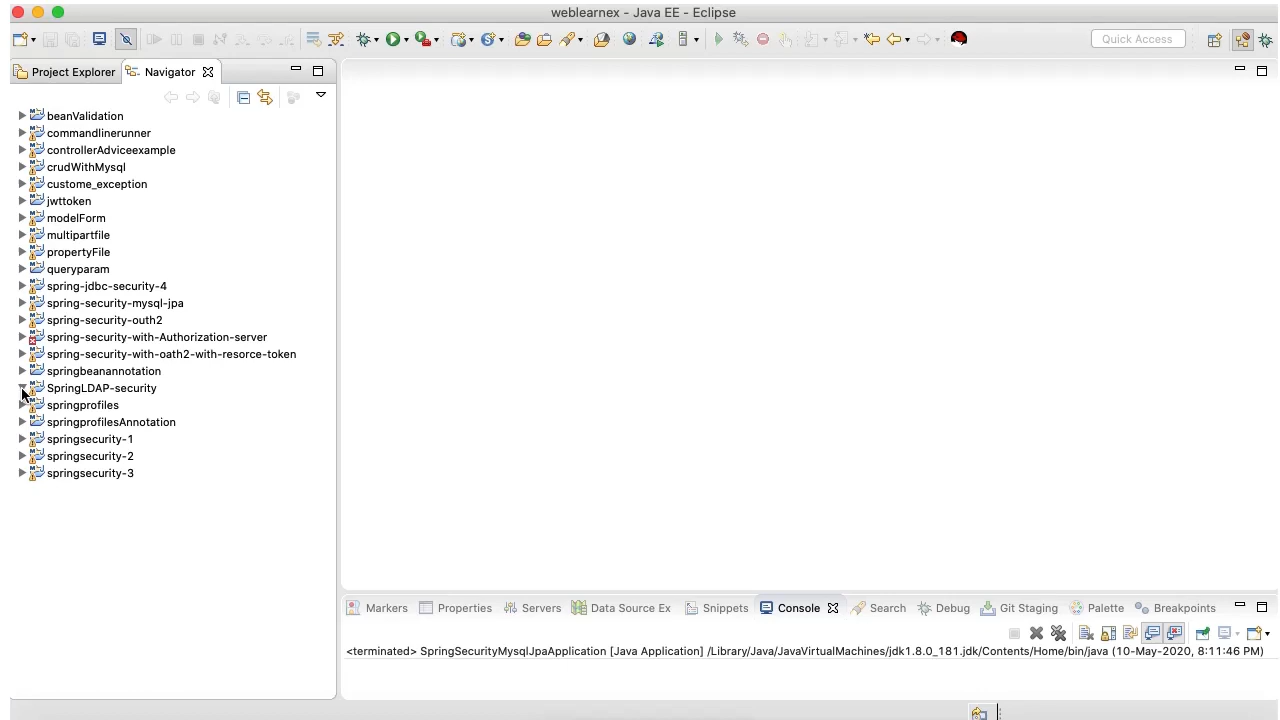 weblearnex - Java EE - Eclipse
Quick Access
Project Explorer
Navigator
beanValidation
commandlinerunner
controllerAdviceexample
crudWithMysql
custome_exception
jwttoken
modelForm
multipartfile
propertyFile
queryparam
spring-jdbc-security-4
spring-security-mysql-jpa
spring-security-outh2
spring-security-with-Authorization-server
spring-security-with-oath2-with-resorce-token
springbeanannotation
SpringLDAP-security
springprofiles
springprofilesAnnotation
springsecurity-1
springsecurity-2
springsecurity-3
Markers Properties Servers Data Source Ex Snippets Console Search Debug Git Staging Palette Breakpoints
<terminated> SpringSecurityMysqlJpaApplication [Java Application] /Library/Java/JavaVirtualMachines/jdk1.8.0_181.jdk/Contents/Home/bin/java (10-May-2020, 8:11:46 PM)